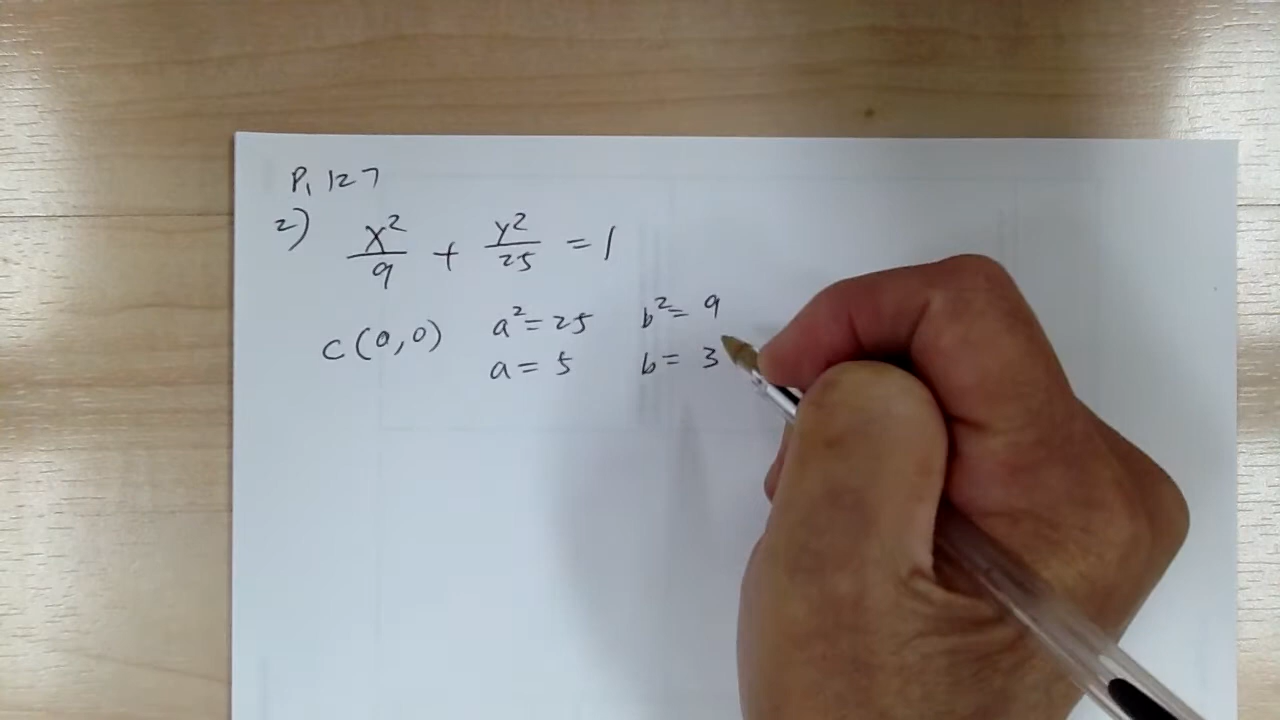 P, 127
2) x²/9 + y²/25 = 1
C(0,0) a²=25 b²=9
a=5 b=3